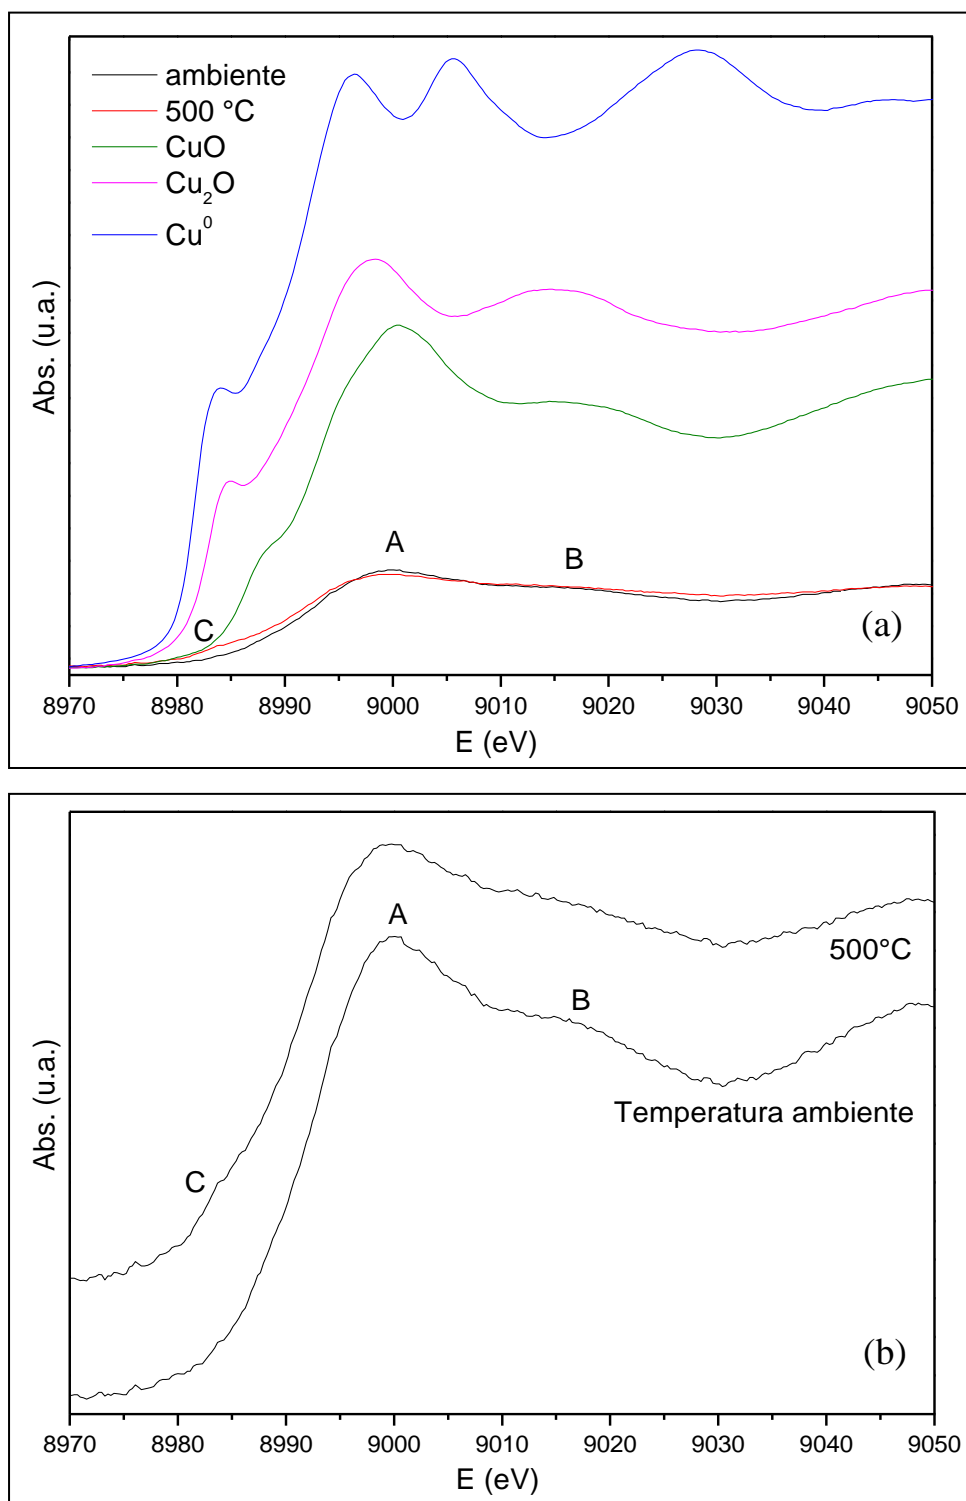 ambiente
500 °C
CuO
Cu₂O
Cu⁰
A
B
C
(a)
Abs. (u.a.)
8970 8980 8990 9000 9010 9020 9030 9040 9050
E (eV)
A
500°C
B
Temperatura ambiente
C
(b)
Abs. (u.a.)
8970 8980 8990 9000 9010 9020 9030 9040 9050
E (eV)